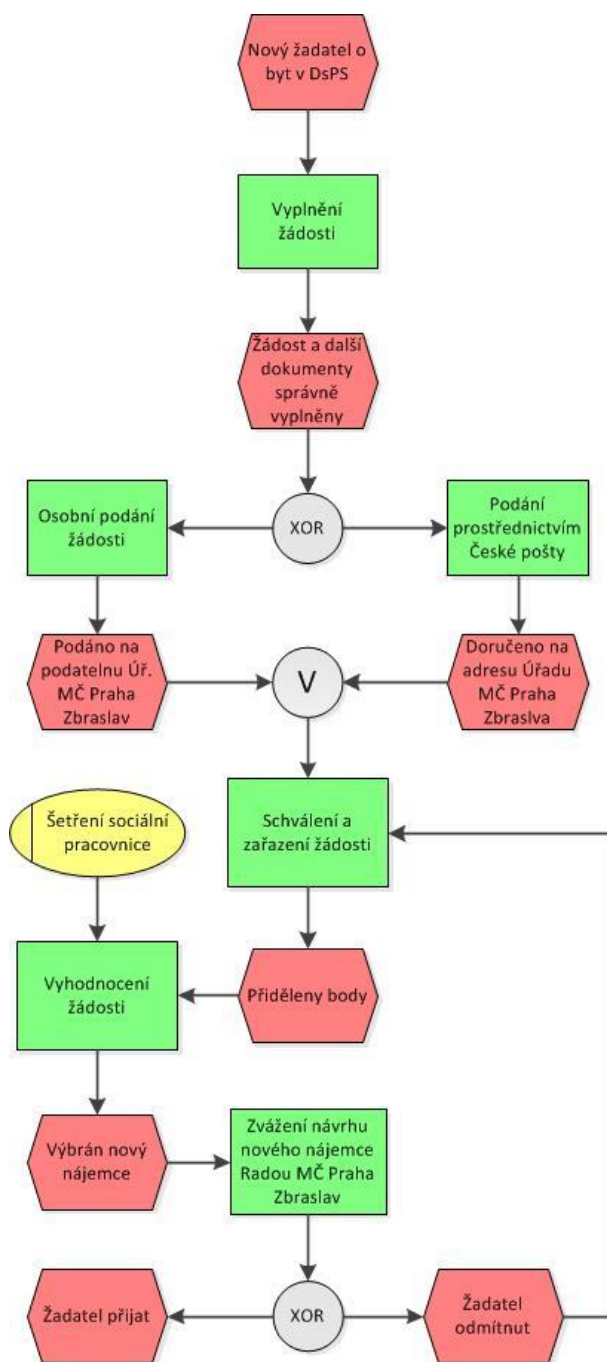 Nový žadatel o
byt v DsPS
Vyplnění
žádosti
Žádost a další
dokumenty
správně
vyplněny
Osobní podání
žádosti
XOR
Podání
prostřednictvím
České pošty
Podáno na
podatelnu Úř.
MČ Praha
Zbraslav
V
Doručeno na
adresu Úřadu
MČ Praha
Zbraslva
Šetření sociální
pracovnice
Schválení a
zařazení žádosti
Vyhodnocení
žádosti
Přiděleny body
Výbrán nový
nájemce
Zvážení návrhu
nového nájemce
Radou MČ Praha
Zbraslav
Žadatel přijat
XOR
Žadatel
odmítnut